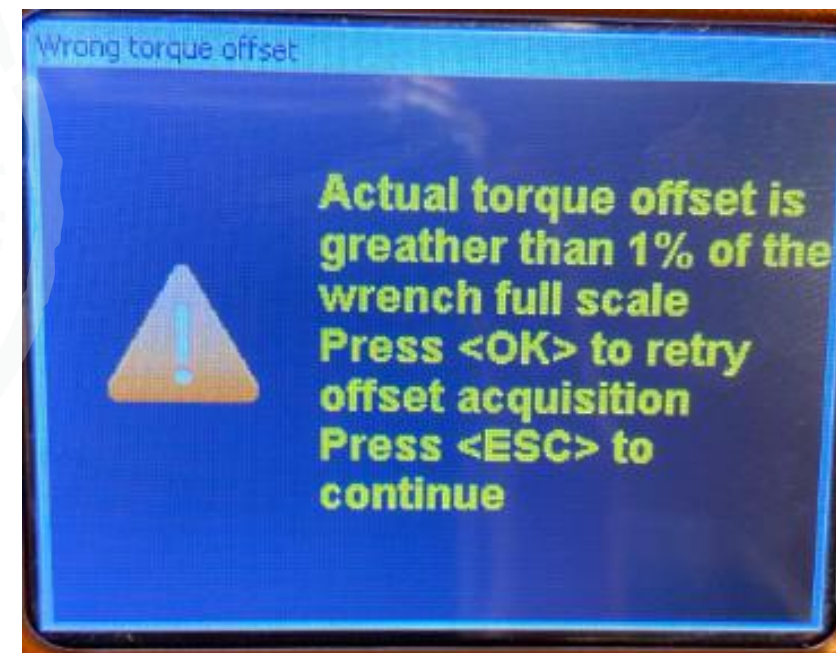 Wrong torque offset
Actual torque offset is
greather than 1% of the
wrench full scale
Press <OK> to retry
offset acquisition
Press <ESC> to
continue